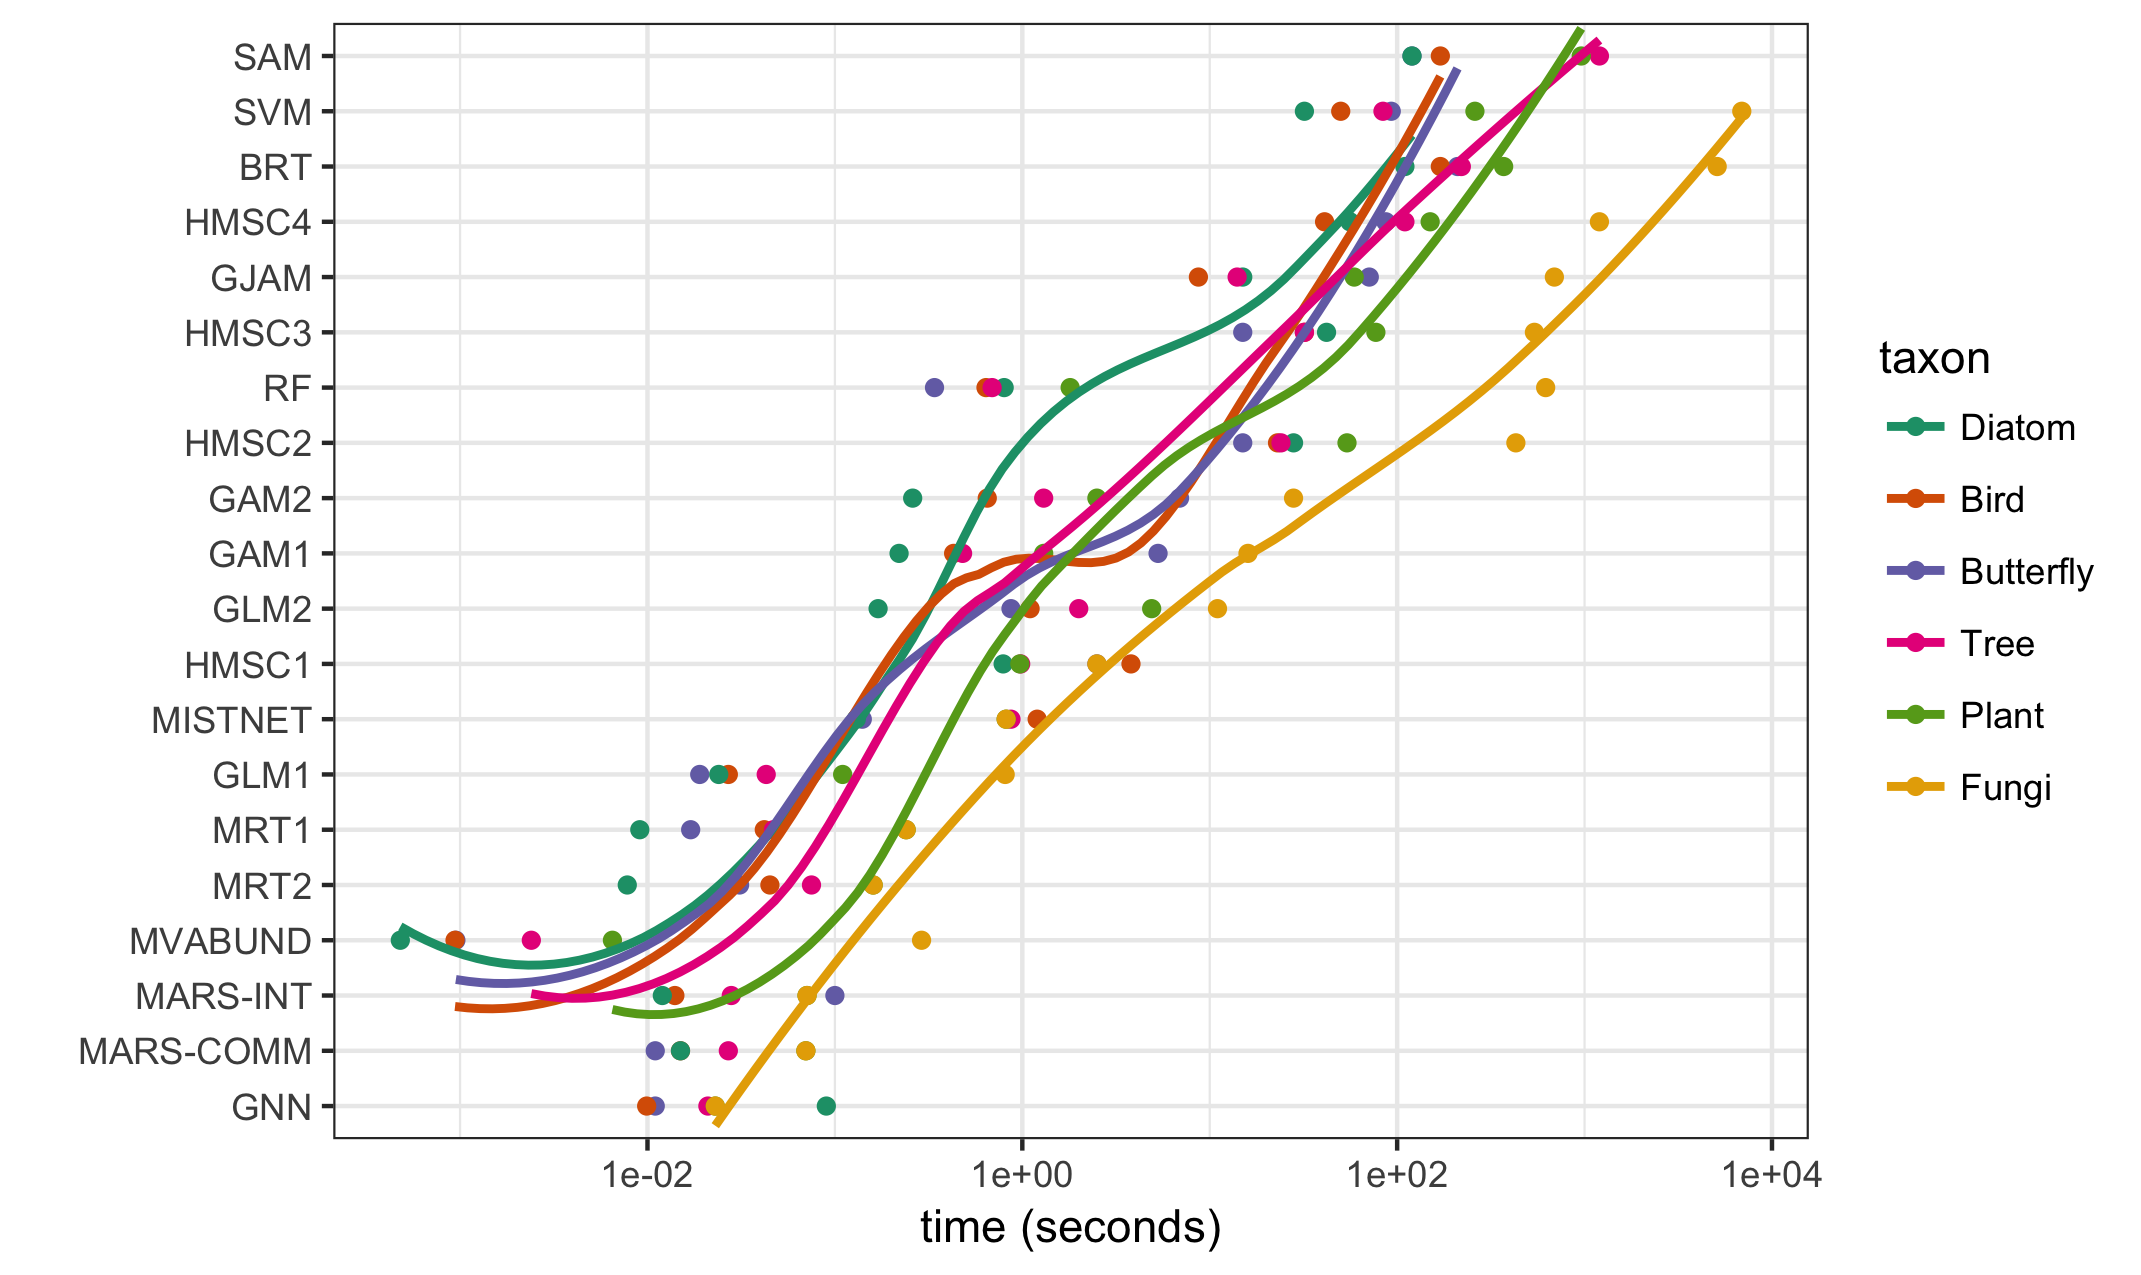 SAM
SVM
BRT
HMSC4
GJAM
HMSC3
RF
HMSC2
GAM2
GAM1
GLM2
HMSC1
MISTNET
GLM1
MRT1
MRT2
MVABUND
MARS-INT
MARS-COMM
GNN
1e-02 1e+00 1e+02 1e+04
time (seconds)
taxon
Diatom
Bird
Butterfly
Tree
Plant
Fungi